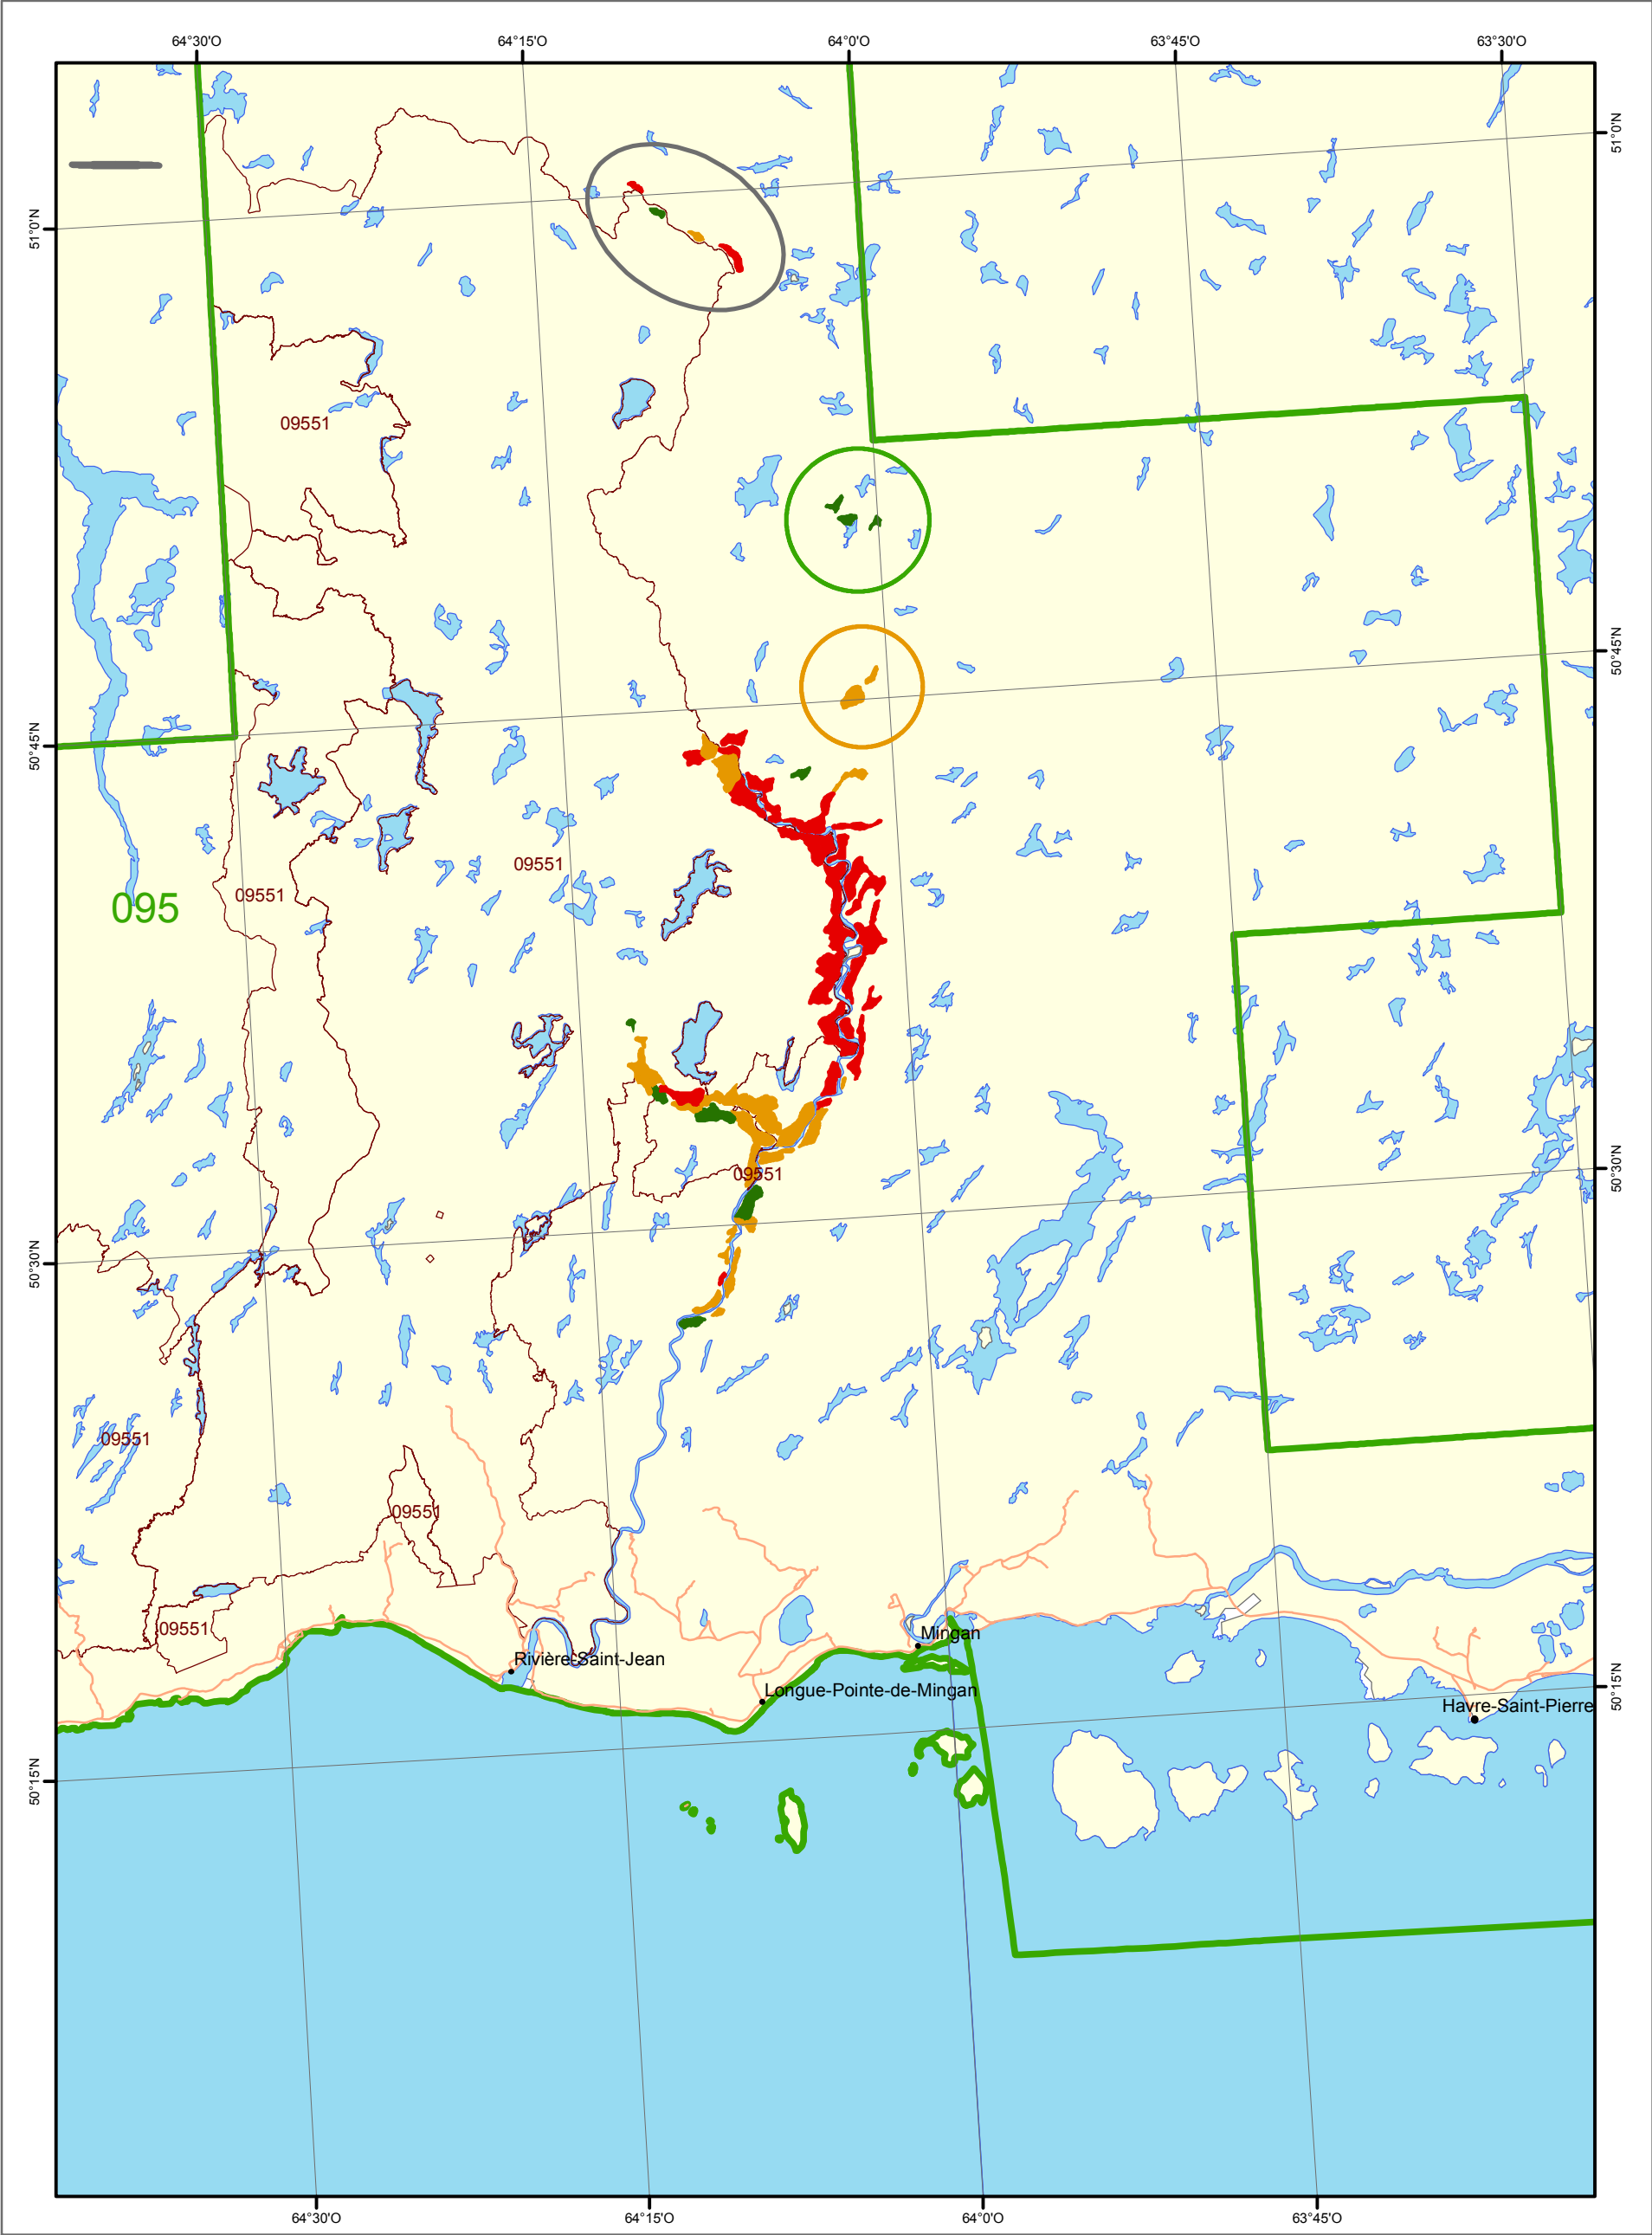 64°30'O 64°15'O 64°0'O 63°45'O 63°30'O
51°0'N
51°0'N
09551
50°45'N
50°45'N
09551
09551
095
50°30'N
09551
50°30'N
09551
09551
09551
Mingan
Rivière-Saint-Jean
Longue-Pointe-de-Mingan
50°15'N
Havre-Saint-Pierre
50°15'N
64°30'O 64°15'O 64°0'O 63°45'O